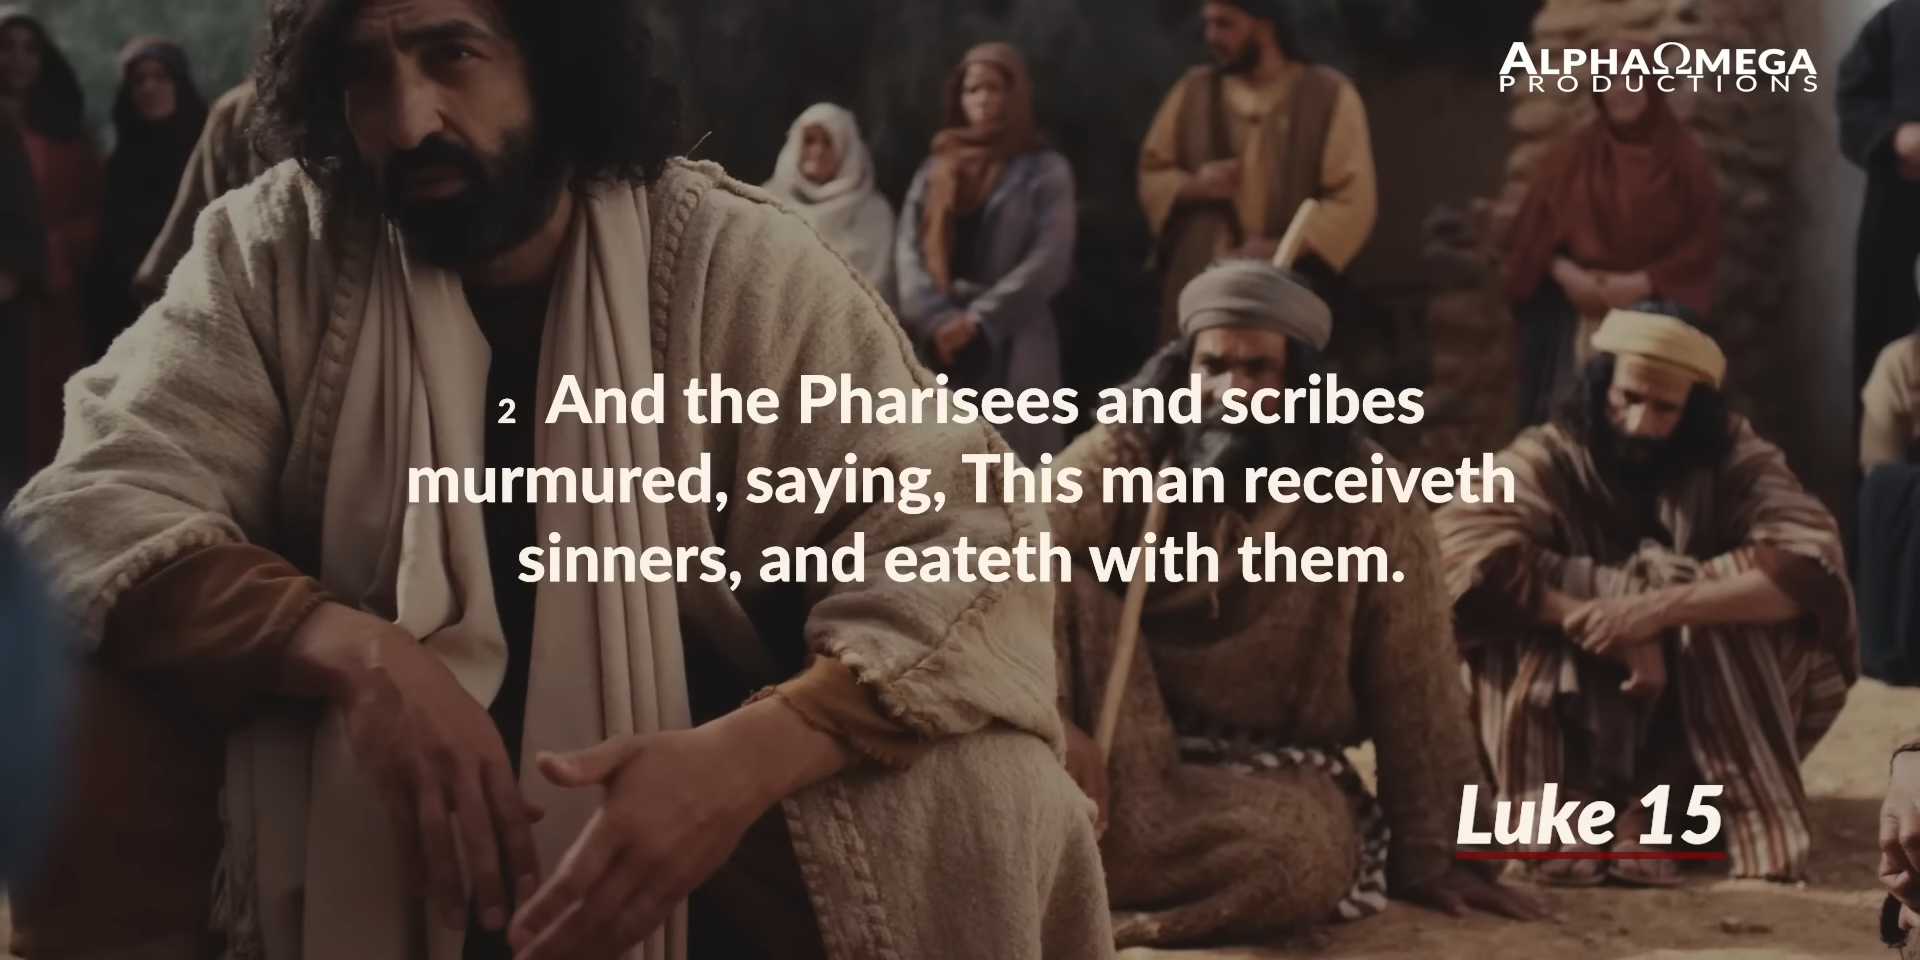 AlphaΩmega
PRODUCTIONS
2 And the Pharisees and scribes
murmured, saying, This man receiveth
sinners, and eateth with them.
Luke 15